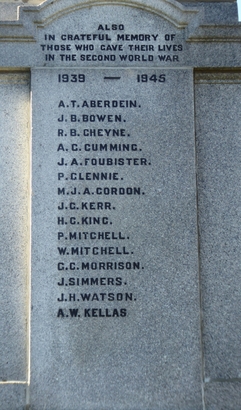 ALSO
IN GRATEFUL MEMORY OF
THOSE WHO GAVE THEIR LIVES
IN THE SECOND WORLD WAR
1939 — 1945
A.T. ABERDEIN.
J.B. BOWEN.
R.B. CHEYNE.
A.G. CUMMING.
J.A. FOUBISTER.
P. GLENNIE.
M.J.A. GORDON.
J.G. KERR.
H.G. KING.
P. MITCHELL.
W. MITCHELL.
G.C. MORRISON.
J. SIMMERS.
J.H. WATSON.
A.W. KELLAS